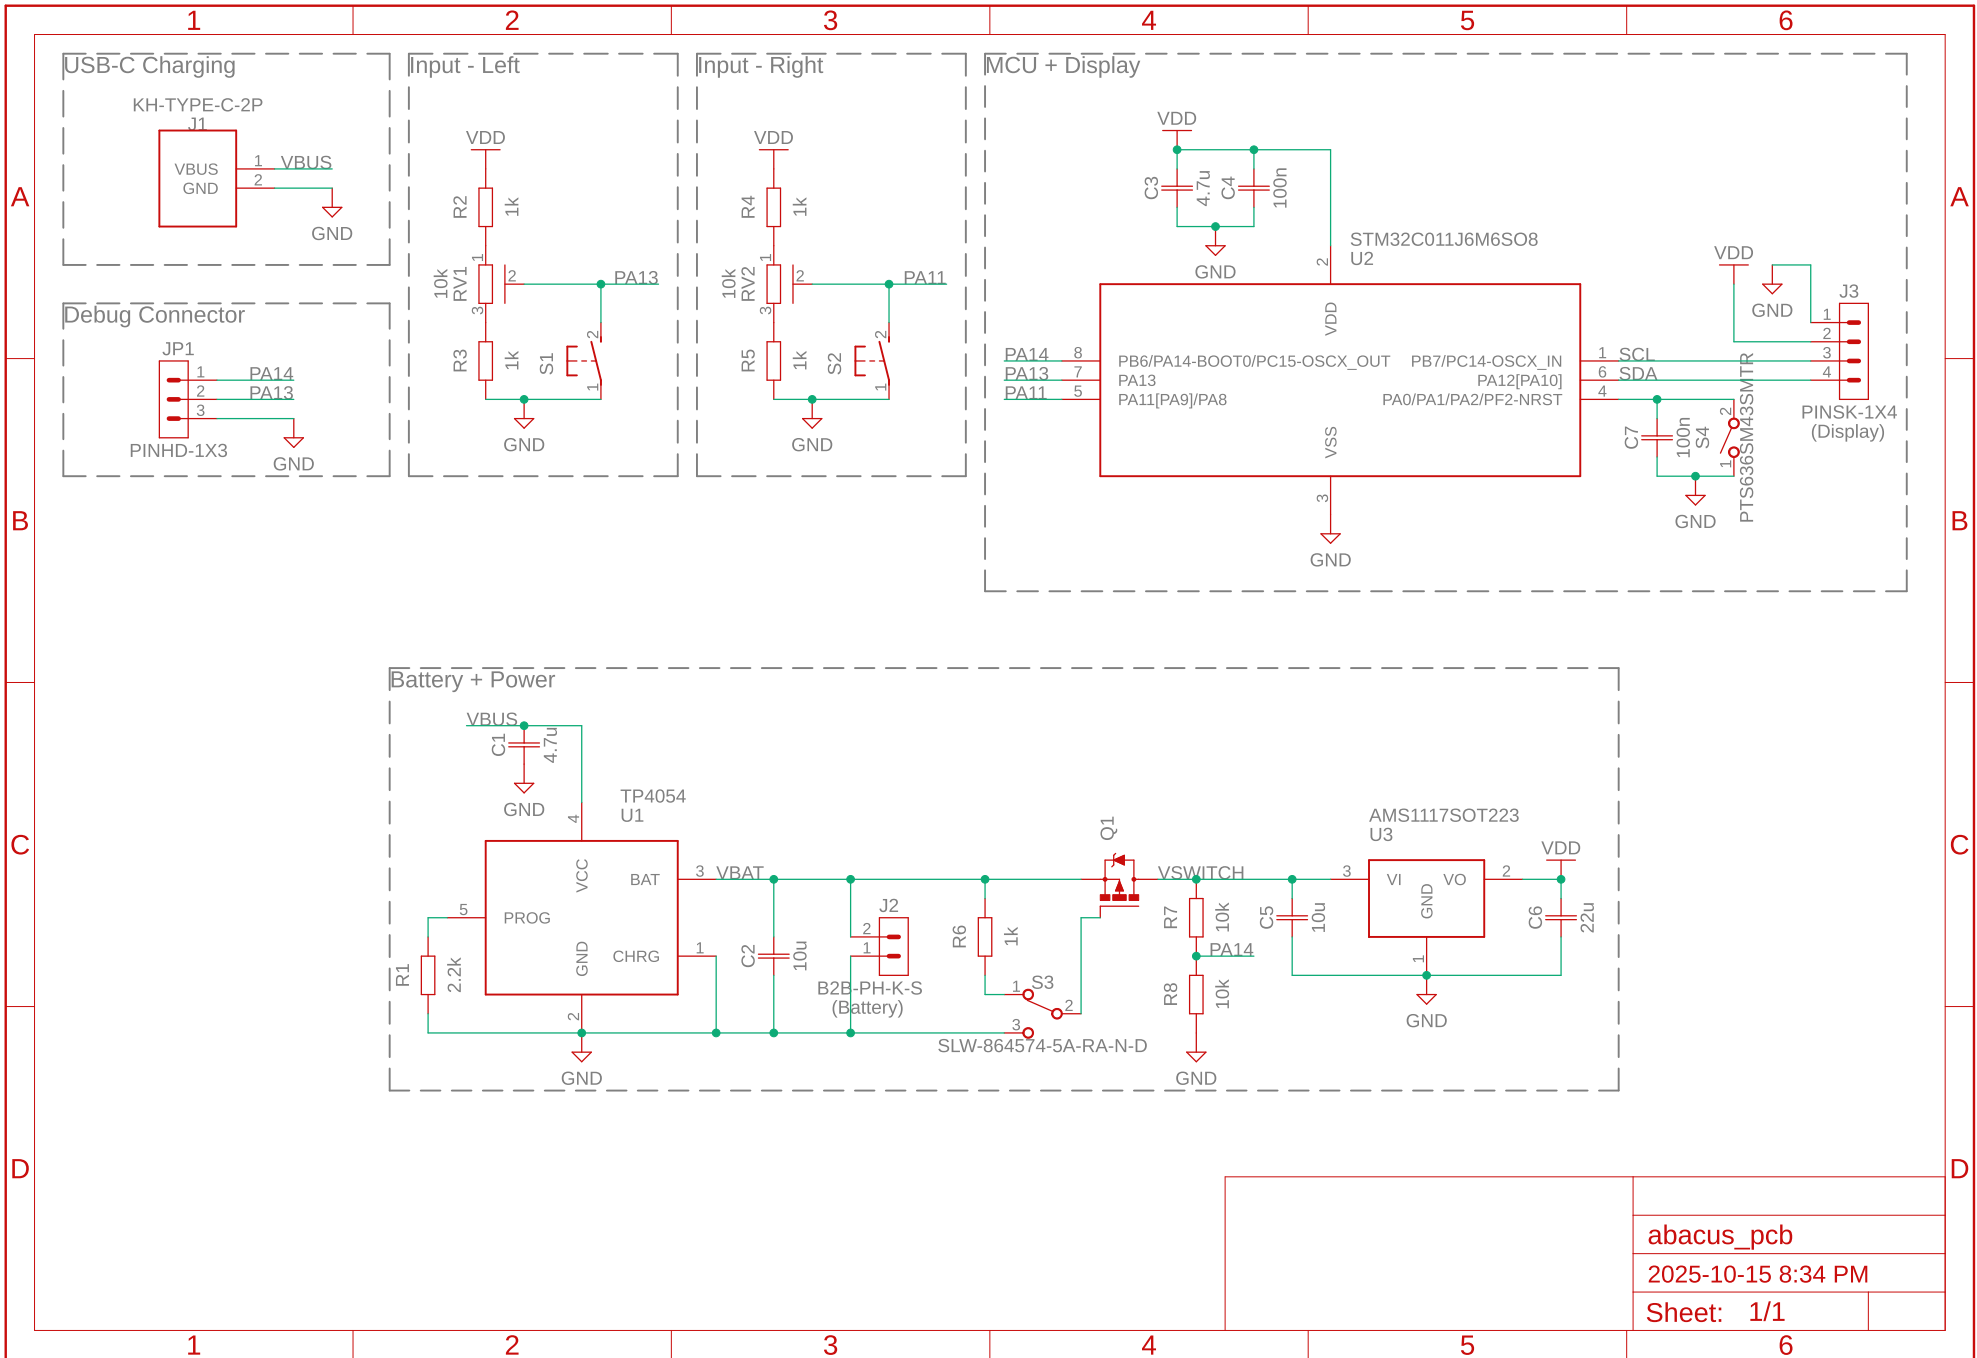 1 2 3 4 5 6
A
B
C
D
A
B
C
D
1 2 3 4 5 6
USB-C Charging
KH-TYPE-C-2P
J1
VBUS 1 VBUS
GND 2
GND
Debug Connector
JP1
1 PA14
2 PA13
3
PINHD-1X3
GND
Input - Left
VDD
R2 1k
1
10k RV1 2 PA13
3
R3 1k
S1 2 1
GND
Input - Right
VDD
R4 1k
1
10k RV2 2 PA11
3
R5 1k
S2 2 1
GND
MCU + Display
VDD
C3 4.7u C4 100n
GND
STM32C011J6M6SO8
U2
2
VDD
PA14 8 PB6/PA14-BOOT0/PC15-OSCX_OUT
PA13 7 PA13
PA11 5 PA11[PA9]/PA8
PB7/PC14-OSCX_IN 1 SCL
PA12[PA10] 6 SDA
PA0/PA1/PA2/PF2-NRST 4
VSS
3
GND
VDD
GND
J3
1
2
3
4
PINSK-1X4
(Display)
C7 100n S4 2 1
PTS636SM43SMTR
GND
Battery + Power
VBUS
C1 4.7u
GND
TP4054
U1
4
VCC
BAT 3 VBAT
5 PROG
GND
CHRG 1
2
R1 2.2k
GND
C2 10u
J2
2
1
B2B-PH-K-S
(Battery)
R6 1k
1 S3
2
3
SLW-864574-5A-RA-N-D
Q1
VSWITCH
R7 10k
PA14
R8 10k
GND
C5 10u
AMS1117SOT223
U3
3 VI VO 2
GND
1
VDD
C6 22u
GND
abacus_pcb
2025-10-15 8:34 PM
Sheet: 1/1